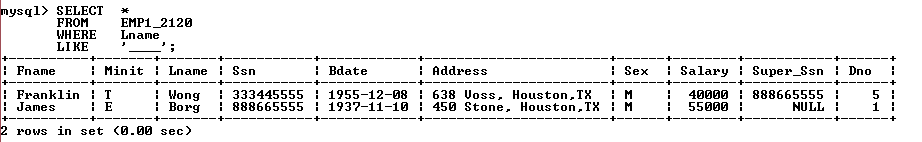 mysql> SELECT  *
       FROM    EMP1_2120
       WHERE   Lname
       LIKE    '____';
+----------+-------+-------+-----------+------------+-----------------------+------+--------+-----------+------+
| Fname    | Minit | Lname | Ssn       | Bdate      | Address               | Sex  | Salary | Super_Ssn | Dno  |
+----------+-------+-------+-----------+------------+-----------------------+------+--------+-----------+------+
| Franklin | T     | Wong  | 333445555 | 1955-12-08 | 638 Voss, Houston,TX  | M    |  40000 | 888665555 |    5 |
| James    | E     | Borg  | 888665555 | 1937-11-10 | 450 Stone, Houston,TX | M    |  55000 |      NULL |    1 |
+----------+-------+-------+-----------+------------+-----------------------+------+--------+-----------+------+
2 rows in set (0.00 sec)